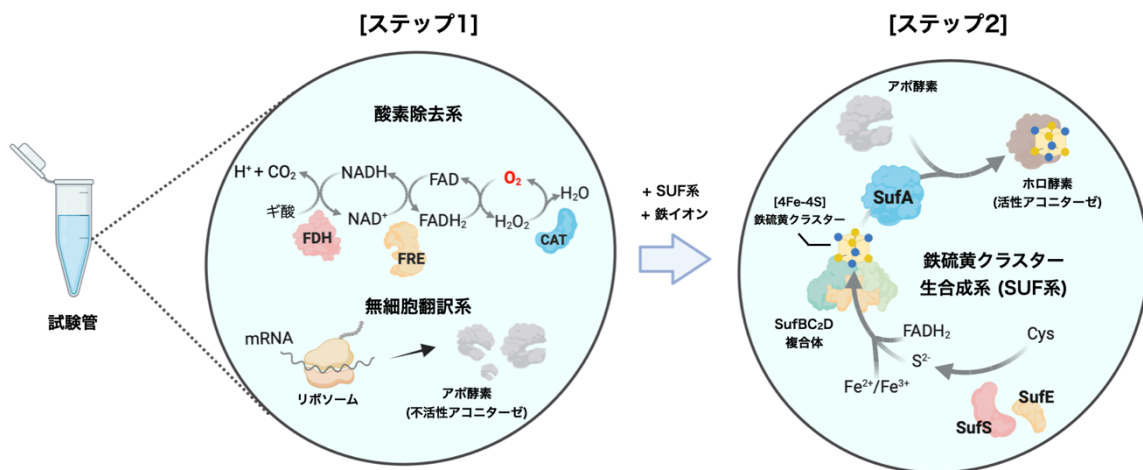 [ステップ1]
[ステップ2]
試験管
酸素除去系
H⁺ + CO₂
NADH
FAD
O₂
H₂O
ギ酸
NAD⁺
FADH₂
H₂O₂
FDH
FRE
CAT
無細胞翻訳系
mRNA
リボソーム
アポ酵素
(不活性アコニターゼ)
+ SUF系
+ 鉄イオン
アポ酵素
SufA
ホロ酵素
(活性アコニターゼ)
[4Fe-4S]
鉄硫黄クラスター
鉄硫黄クラスター
生合成系 (SUF系)
SufBC₂D
複合体
FADH₂
Cys
S²⁻
Fe²⁺/Fe³⁺
SufE
SufS